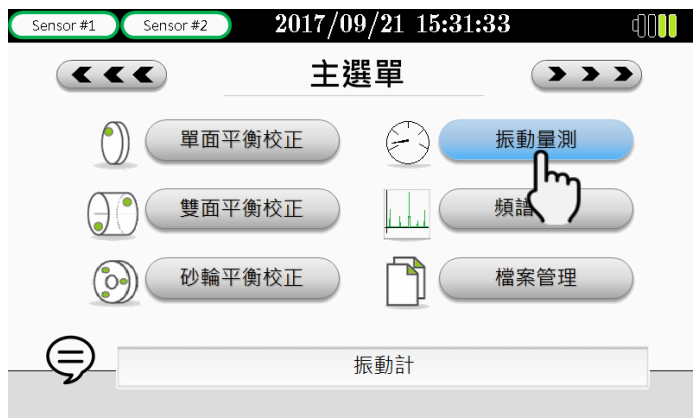 Sensor #1 Sensor #2 2017/09/21 15:31:33
主選單
單面平衡校正 振動量測
雙面平衡校正 頻譜
砂輪平衡校正 檔案管理
振動計